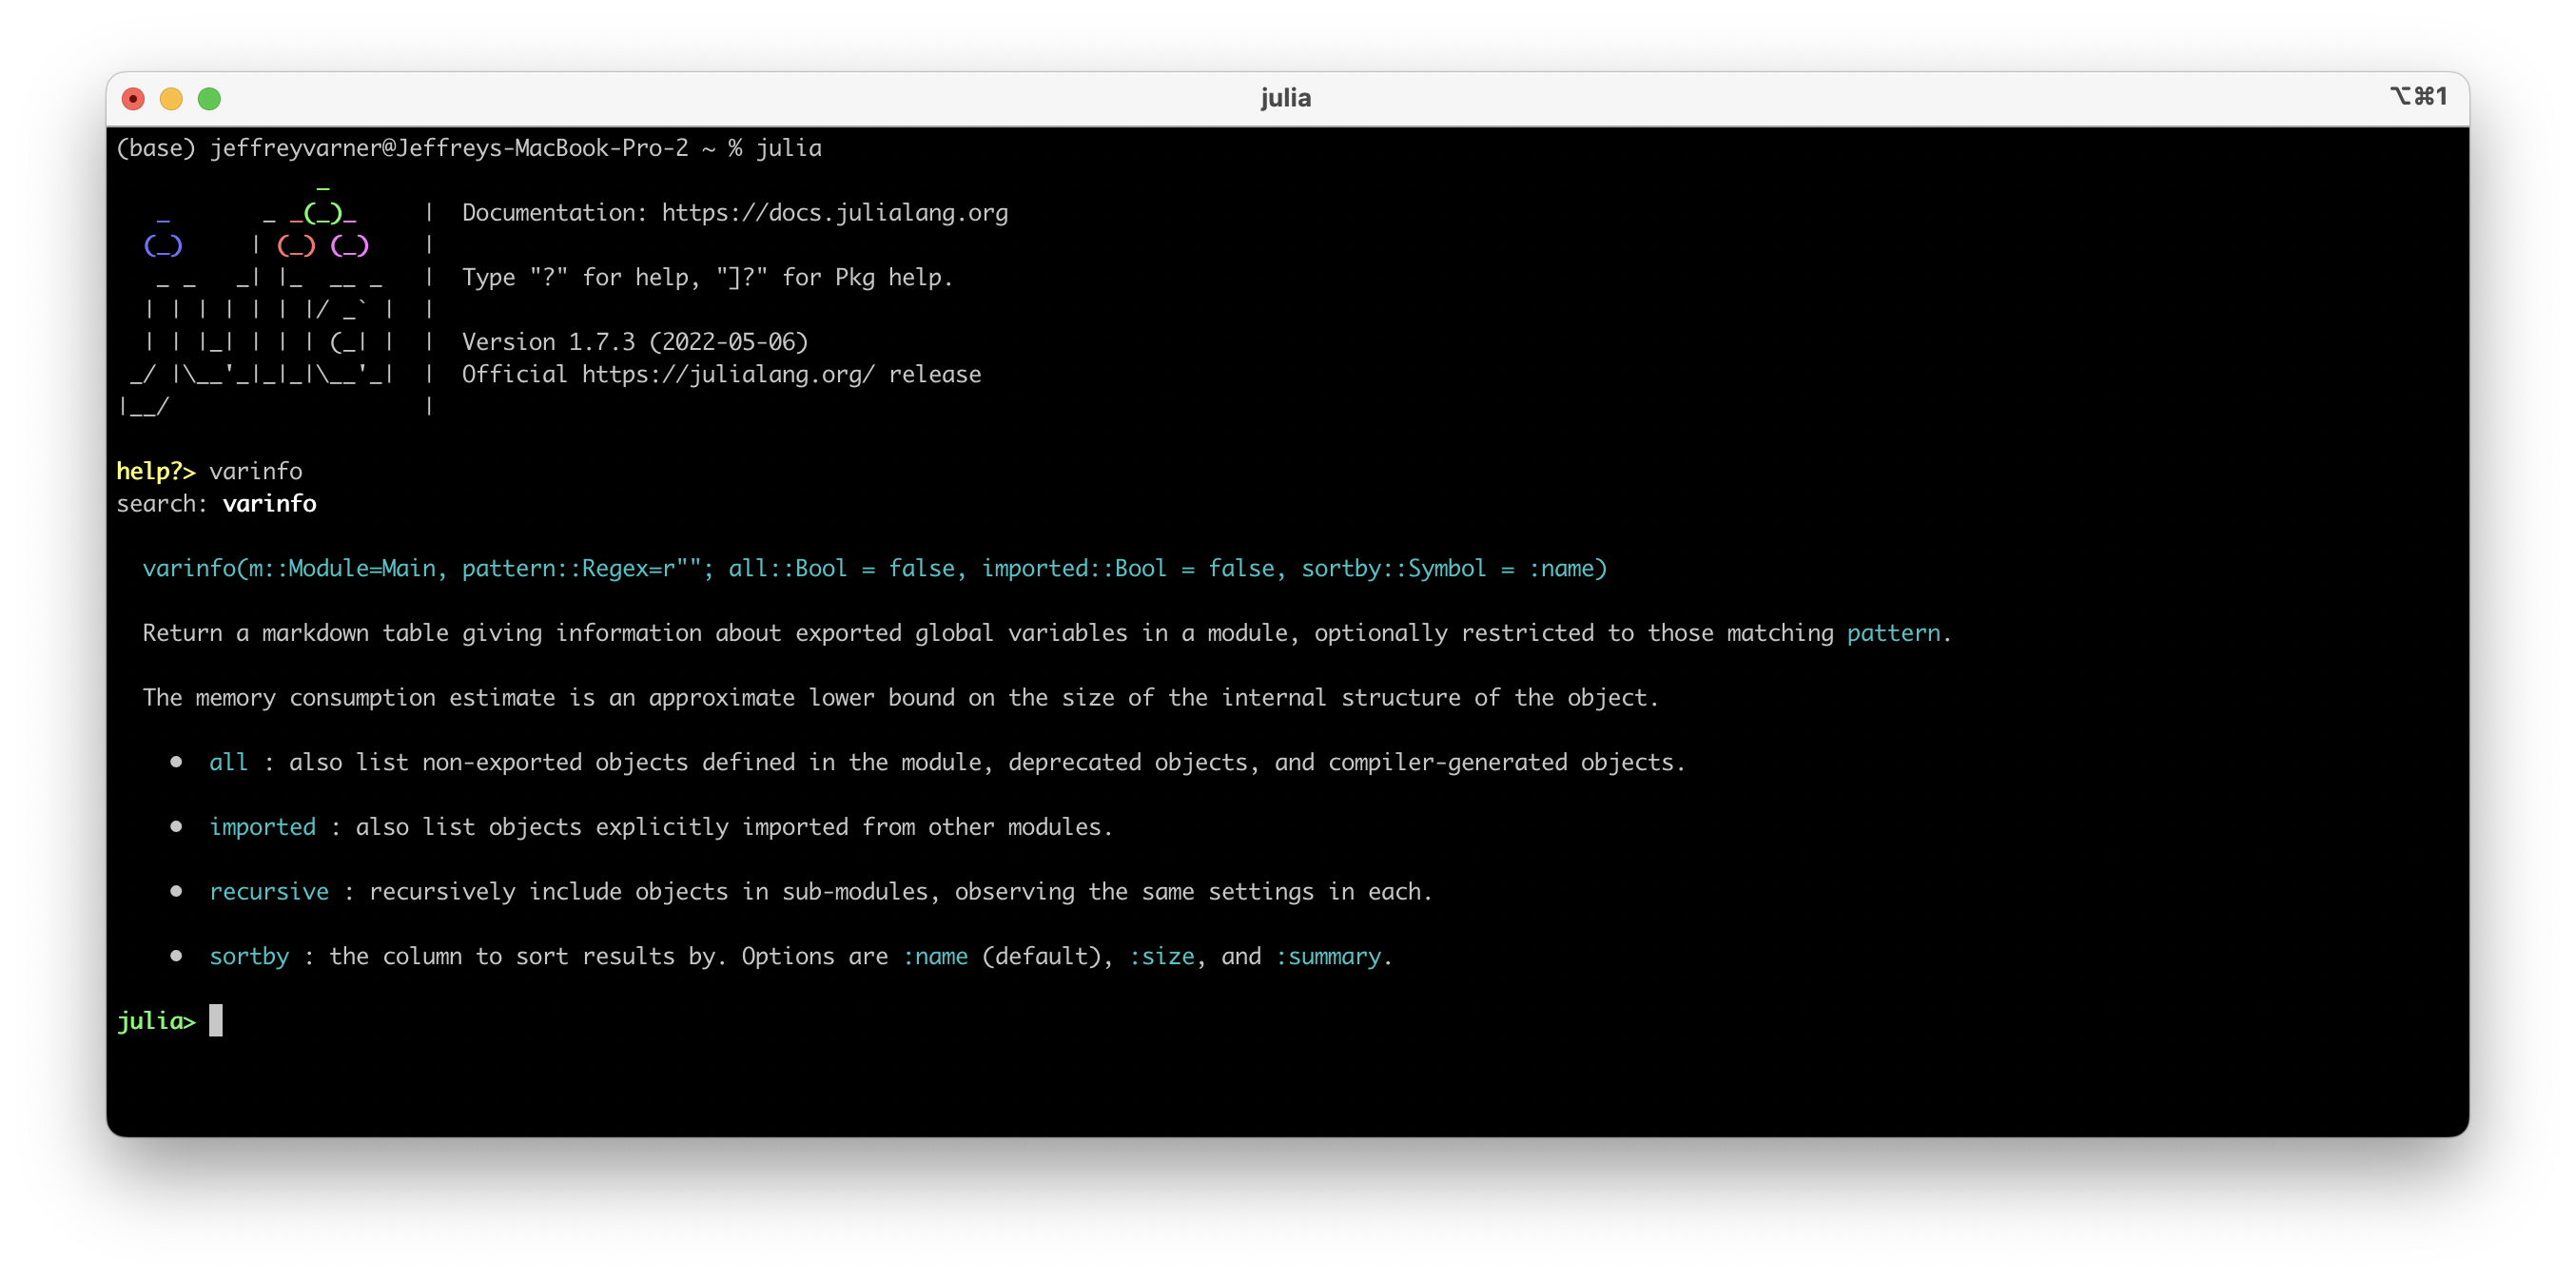 julia
⌥⌘1
(base) jeffreyvarner@Jeffreys-MacBook-Pro-2 ~ % julia
               _
   _       _ _(_)_     |  Documentation: https://docs.julialang.org
  (_)     | (_) (_)    |
   _ _   _| |_  __ _   |  Type "?" for help, "]?" for Pkg help.
  | | | | | | |/ _` |  |
  | | |_| | | | (_| |  |  Version 1.7.3 (2022-05-06)
 _/ |\__'_|_|_|\__'_|  |  Official https://julialang.org/ release
|__/                   |
help?> varinfo
search: varinfo
varinfo(m::Module=Main, pattern::Regex=r""; all::Bool = false, imported::Bool = false, sortby::Symbol = :name)
Return a markdown table giving information about exported global variables in a module, optionally restricted to those matching pattern.
The memory consumption estimate is an approximate lower bound on the size of the internal structure of the object.
• all : also list non-exported objects defined in the module, deprecated objects, and compiler-generated objects.
• imported : also list objects explicitly imported from other modules.
• recursive : recursively include objects in sub-modules, observing the same settings in each.
• sortby : the column to sort results by. Options are :name (default), :size, and :summary.
julia>